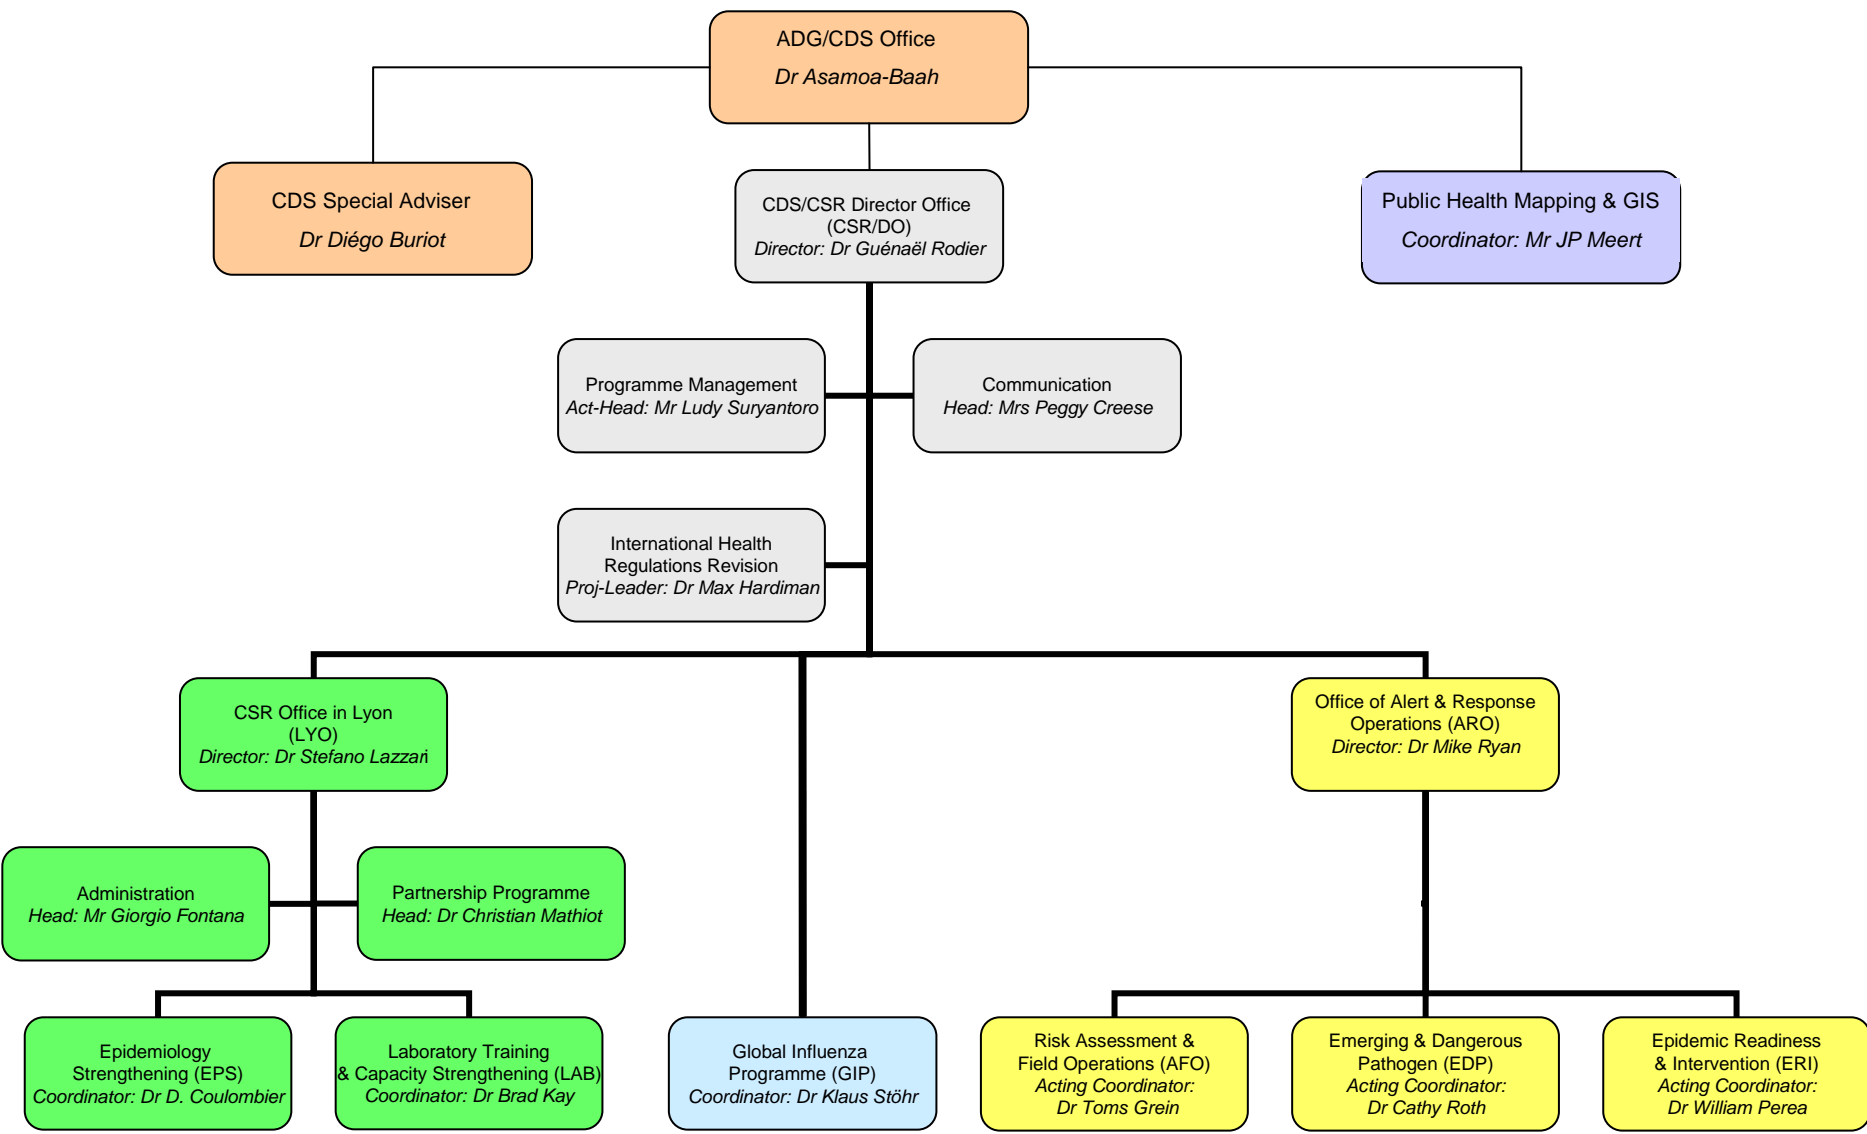 ADG/CDS Office
Dr Asamoa-Baah
CDS Special Adviser
Dr Diégo Buriot
CDS/CSR Director Office
(CSR/DO)
Director: Dr Guénaël Rodier
Public Health Mapping & GIS
Coordinator: Mr JP Meert
Programme Management
Act-Head: Mr Ludy Suryantoro
Communication
Head: Mrs Peggy Creese
International Health
Regulations Revision
Proj-Leader: Dr Max Hardiman
CSR Office in Lyon
(LYO)
Director: Dr Stefano Lazzari
Office of Alert & Response
Operations (ARO)
Director: Dr Mike Ryan
Administration
Head: Mr Giorgio Fontana
Partnership Programme
Head: Dr Christian Mathiot
Epidemiology
Strengthening (EPS)
Coordinator: Dr D. Coulombier
Laboratory Training
& Capacity Strengthening (LAB)
Coordinator: Dr Brad Kay
Global Influenza
Programme (GIP)
Coordinator: Dr Klaus Stöhr
Risk Assessment &
Field Operations (AFO)
Acting Coordinator:
Dr Toms Grein
Emerging & Dangerous
Pathogen (EDP)
Acting Coordinator:
Dr Cathy Roth
Epidemic Readiness
& Intervention (ERI)
Acting Coordinator:
Dr William Perea